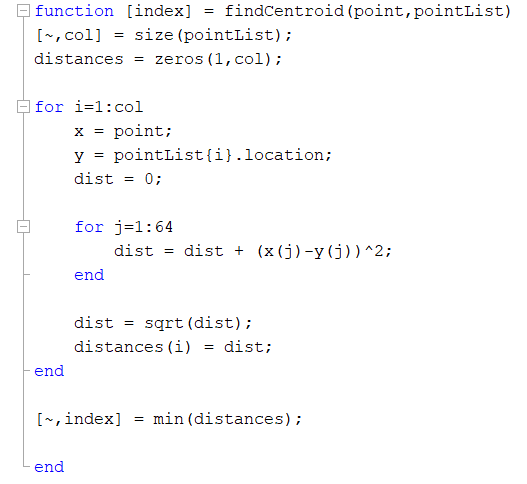 function [index] = findCentroid(point,pointList)
[~,col] = size(pointList);
distances = zeros(1,col);
for i=1:col
x = point;
y = pointList{i}.location;
dist = 0;
for j=1:64
dist = dist + (x(j)-y(j))^2;
end
dist = sqrt(dist);
distances(i) = dist;
end
[~,index] = min(distances);
end